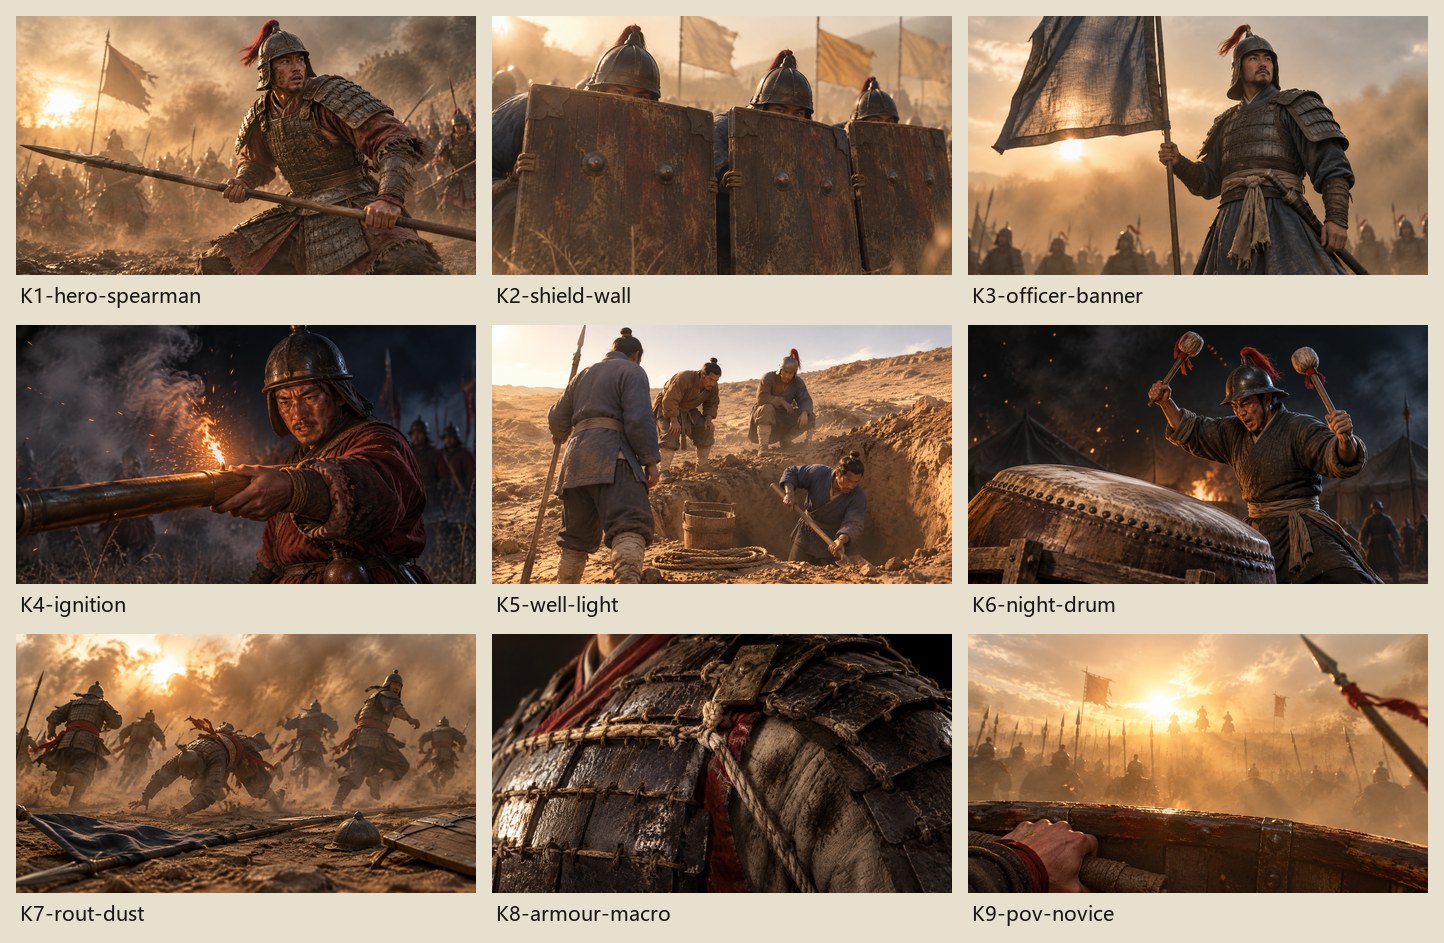 K1-hero-spearman
K2-shield-wall
K3-officer-banner
K4-ignition
K5-well-light
K6-night-drum
K7-rout-dust
K8-armour-macro
K9-pov-novice